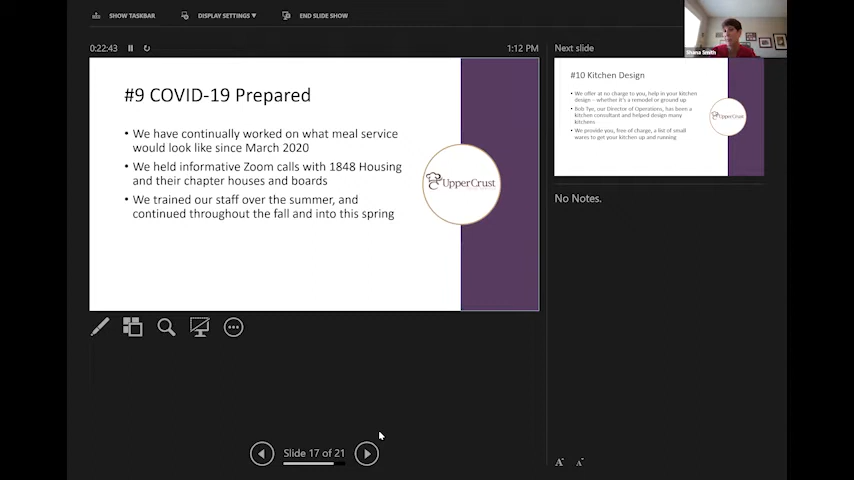 SHOW TASKBAR
DISPLAY SETTINGS ▼
END SLIDE SHOW
0:22:43
1:12 PM
#9 COVID-19 Prepared
• We have continually worked on what meal service
would look like since March 2020
• We held informative Zoom calls with 1848 Housing
and their chapter houses and boards
• We trained our staff over the summer, and
continued throughout the fall and into this spring
UpperCrust
Slide 17 of 21
Shana Smith
Next slide
#10 Kitchen Design
• We offer at no charge to you, help in your kitchen
design – whether it's a remodel or ground up
• Bob Tye, our Director of Operations, has been a
kitchen consultant and helped design many
kitchens
• We provide you, free of charge, a list of small
wares to get your kitchen up and running
UpperCrust
No Notes.
A A